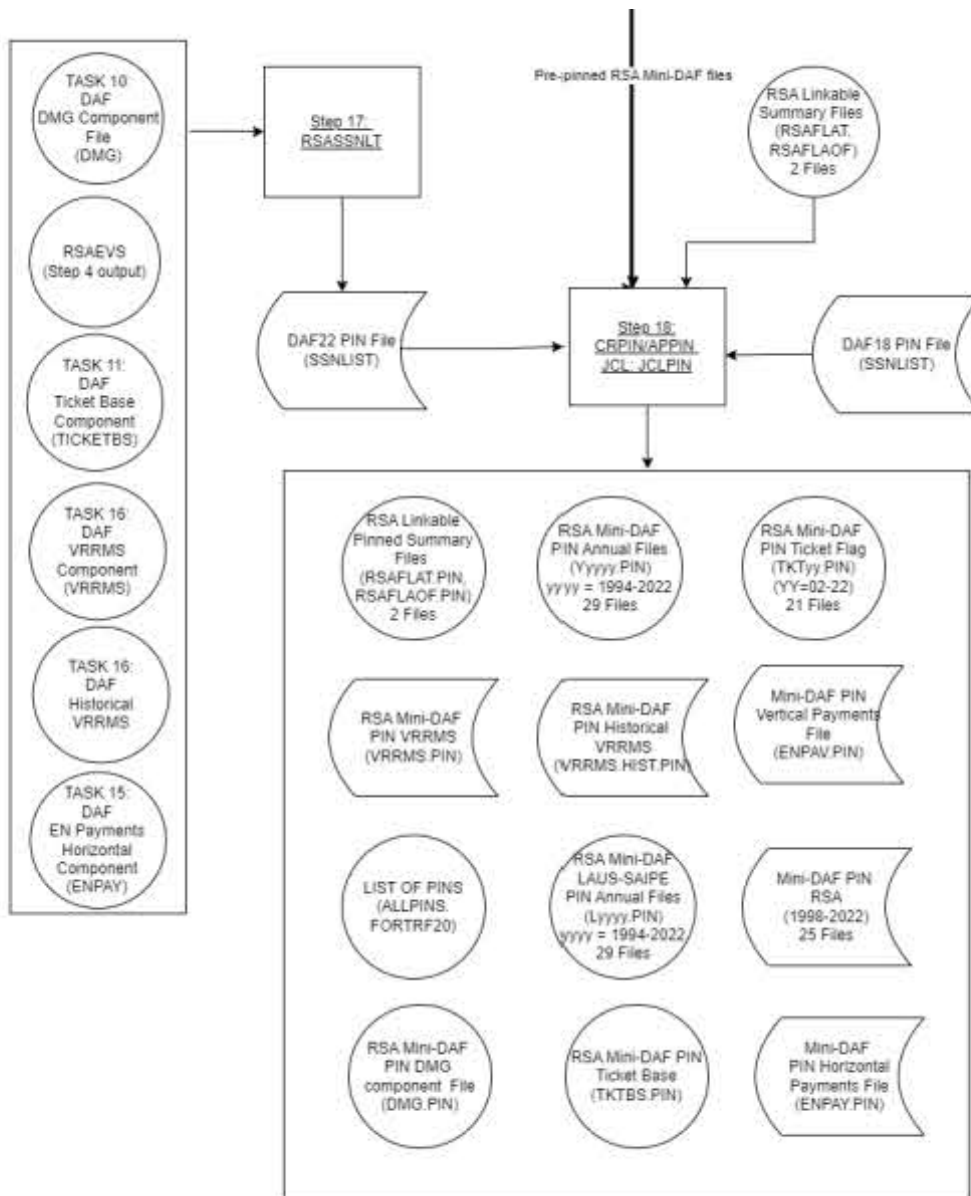 TASK 10:
DAF
DMG Component
File
(DMG)
RSAEVS
(Step 4 output)
TASK 11:
DAF
Ticket Base
Component
(TICKETBS)
TASK 16:
DAF
VRRMS
Component
(VRRMS)
TASK 16:
DAF
Historical
VRRMS
TASK 15:
DAF
EN Payments
Horizontal
Component
(ENPAY)
Step 17:
RSASSNLT
Pre-pinned RSA Mini-DAF files
RSA Linkable
Summary Files
(RSAFLAT.
RSAFLAOF)
2 Files
DAF22 PIN File
(SSNLIST)
Step 18:
CRPIN/APPIN
JCL: JCLPIN
DAF18 PIN File
(SSNLIST)
RSA Linkable
Pinned Summary
Files
(RSAFLAT.PIN,
RSAFLAOF.PIN)
2 Files
RSA Mini-DAF
PIN Annual Files
(Yyyyy.PIN)
yyyy = 1994-2022
29 Files
RSA Mini-DAF
PIN Ticket Flag
(TKTyy.PIN)
(YY=02-22)
21 Files
RSA Mini-DAF
PIN VRRMS
(VRRMS.PIN)
RSA Mini-DAF
PIN Historical
VRRMS
(VRRMS.HIST.PIN)
Mini-DAF PIN
Vertical Payments
File
(ENPAV.PIN)
LIST OF PINS
(ALLPINS.
FORTRF20)
RSA Mini-DAF
LAUS-SAIPE
PIN Annual Files
(Lyyyy.PIN)
yyyy = 1994-2022
29 Files
Mini-DAF PIN
RSA
(1998-2022)
25 Files
RSA Mini-DAF
PIN DMG
component File
(DMG.PIN)
RSA Mini-DAF PIN
Ticket Base
(TKTBS.PIN)
Mini-DAF
PIN Horizontal
Payments File
(ENPAY.PIN)